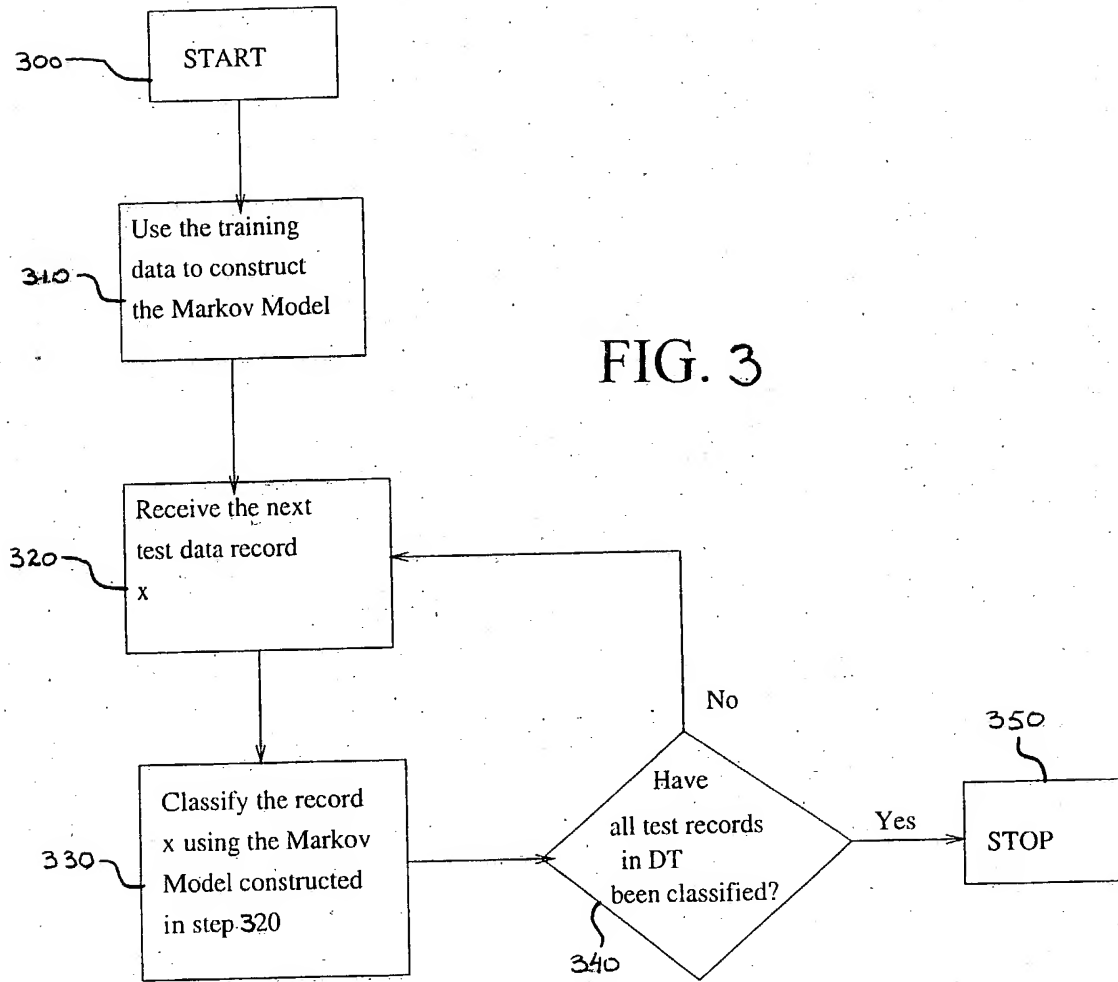 300
START
310
Use the training
data to construct
the Markov Model
FIG. 3
320
Receive the next
test data record
x
No
330
Classify the record
x using the Markov
Model constructed
in step 320
340
Have
all test records
in DT
been classified?
Yes
350
STOP